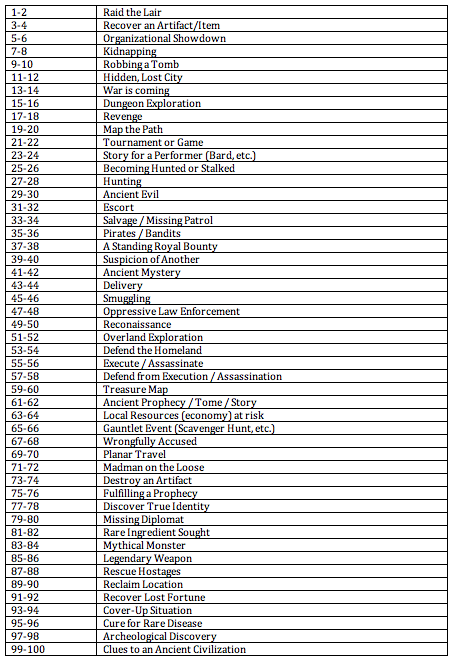 1-2 Raid the Lair
3-4 Recover an Artifact/Item
5-6 Organizational Showdown
7-8 Kidnapping
9-10 Robbing a Tomb
11-12 Hidden, Lost City
13-14 War is coming
15-16 Dungeon Exploration
17-18 Revenge
19-20 Map the Path
21-22 Tournament or Game
23-24 Story for a Performer (Bard, etc.)
25-26 Becoming Hunted or Stalked
27-28 Hunting
29-30 Ancient Evil
31-32 Escort
33-34 Salvage / Missing Patrol
35-36 Pirates / Bandits
37-38 A Standing Royal Bounty
39-40 Suspicion of Another
41-42 Ancient Mystery
43-44 Delivery
45-46 Smuggling
47-48 Oppressive Law Enforcement
49-50 Reconaissance
51-52 Overland Exploration
53-54 Defend the Homeland
55-56 Execute / Assassinate
57-58 Defend from Execution / Assassination
59-60 Treasure Map
61-62 Ancient Prophecy / Tome / Story
63-64 Local Resources (economy) at risk
65-66 Gauntlet Event (Scavenger Hunt, etc.)
67-68 Wrongfully Accused
69-70 Planar Travel
71-72 Madman on the Loose
73-74 Destroy an Artifact
75-76 Fulfilling a Prophecy
77-78 Discover True Identity
79-80 Missing Diplomat
81-82 Rare Ingredient Sought
83-84 Mythical Monster
85-86 Legendary Weapon
87-88 Rescue Hostages
89-90 Reclaim Location
91-92 Recover Lost Fortune
93-94 Cover-Up Situation
95-96 Cure for Rare Disease
97-98 Archeological Discovery
99-100 Clues to an Ancient Civilization